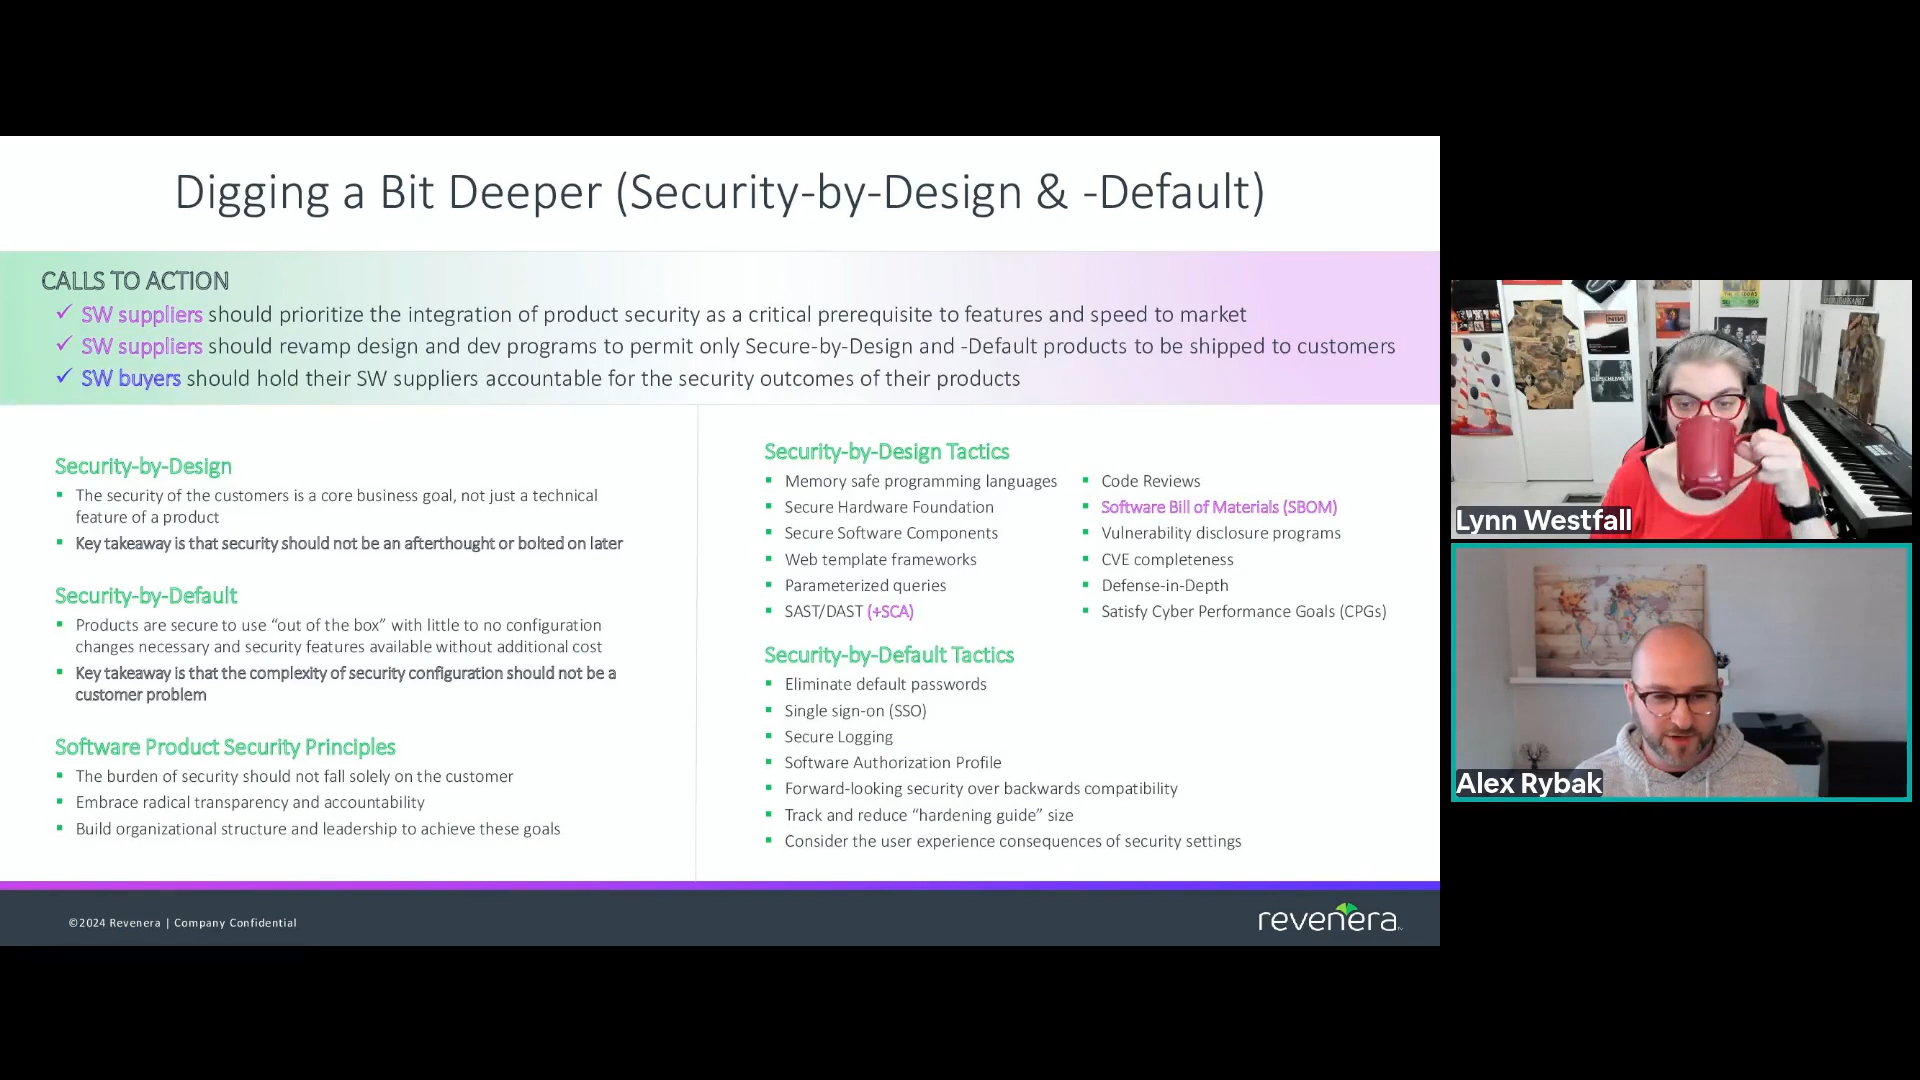 Digging a Bit Deeper (Security-by-Design & -Default)
CALLS TO ACTION
✓ SW suppliers should prioritize the integration of product security as a critical prerequisite to features and speed to market
✓ SW suppliers should revamp design and dev programs to permit only Secure-by-Design and -Default products to be shipped to customers
✓ SW buyers should hold their SW suppliers accountable for the security outcomes of their products
Security-by-Design
▪ The security of the customers is a core business goal, not just a technical
feature of a product
▪ Key takeaway is that security should not be an afterthought or bolted on later
Security-by-Default
▪ Products are secure to use “out of the box” with little to no configuration
changes necessary and security features available without additional cost
▪ Key takeaway is that the complexity of security configuration should not be a
customer problem
Software Product Security Principles
▪ The burden of security should not fall solely on the customer
▪ Embrace radical transparency and accountability
▪ Build organizational structure and leadership to achieve these goals
Security-by-Design Tactics
▪ Memory safe programming languages
▪ Secure Hardware Foundation
▪ Secure Software Components
▪ Web template frameworks
▪ Parameterized queries
▪ SAST/DAST (+SCA)
▪ Code Reviews
▪ Software Bill of Materials (SBOM)
▪ Vulnerability disclosure programs
▪ CVE completeness
▪ Defense-in-Depth
▪ Satisfy Cyber Performance Goals (CPGs)
Security-by-Default Tactics
▪ Eliminate default passwords
▪ Single sign-on (SSO)
▪ Secure Logging
▪ Software Authorization Profile
▪ Forward-looking security over backwards compatibility
▪ Track and reduce “hardening guide” size
▪ Consider the user experience consequences of security settings
©2024 Revenera | Company Confidential
revenera
Lynn Westfall
Alex Rybak